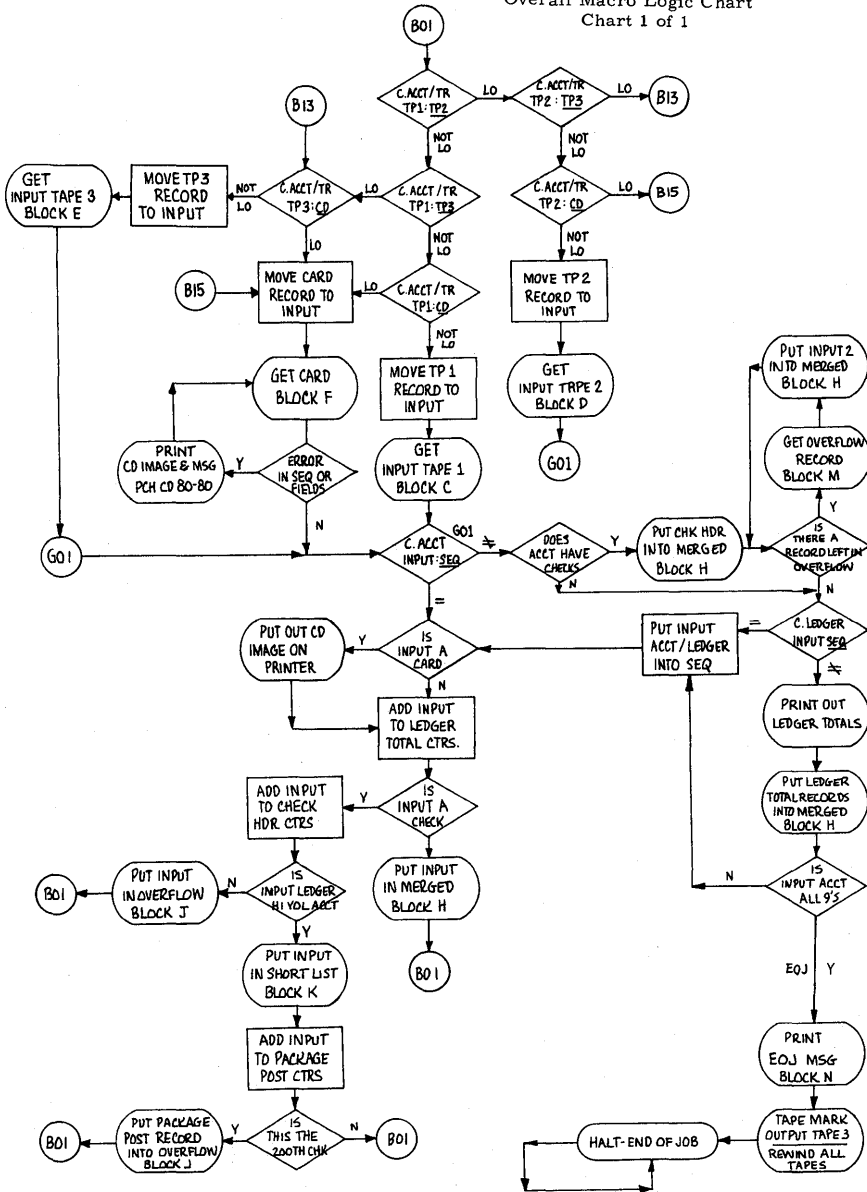 Overall Macro Logic Chart
Chart 1 of 1
B01
C.ACCT/TR
TP1:TP2
LO
C.ACCT/TR
TP2:TP3
LO
B13
B13
NOT
LO
NOT
LO
GET
INPUT TAPE 3
BLOCK E
MOVE TP3
RECORD
TO INPUT
NOT
LO
C.ACCT/TR
TP3:CD
LO
C.ACCT/TR
TP1:TP3
C.ACCT/TR
TP2:CD
LO
B15
LO
NOT
LO
NOT
LO
B15
MOVE CARD
RECORD TO
INPUT
LO
C.ACCT/TR
TP1:CD
MOVE TP2
RECORD TO
INPUT
NOT
LO
GET CARD
BLOCK F
MOVE TP 1
RECORD TO
INPUT
GET
INPUT TAPE 2
BLOCK D
PUT INPUT 2
INTO MERGED
BLOCK H
PRINT
CD IMAGE & MSG
PCH CD 80-80
Y
ERROR
IN SEQ OR
FIELDS
GET
INPUT TAPE 1
BLOCK C
G01
GET OVERFLOW
RECORD
BLOCK M
N
Y
G01
C. ACCT
INPUT:SEQ
G01
≠
DOES
ACCT HAVE
CHECKS
Y
PUT CHK HDR
INTO MERGED
BLOCK H
IS
THERE A
RECORD LEFT IN
OVERFLOW
=
N
N
PUT OUT CD
IMAGE ON
PRINTER
Y
IS
INPUT A
CARD
PUT INPUT
ACCT/LEDGER
INTO SEQ
=
C. LEDGER
INPUT SEQ
≠
N
ADD INPUT
TO LEDGER
TOTAL CTRS.
PRINT OUT
LEDGER TOTALS
ADD INPUT
TO CHECK
HDR CTRS
Y
IS
INPUT A
CHECK
PUT LEDGER
TOTAL RECORDS
INTO MERGED
BLOCK H
N
B01
PUT INPUT
IN OVERFLOW
BLOCK J
N
IS
INPUT LEDGER
HI VOL ACCT
PUT INPUT
IN MERGED
BLOCK H
N
IS
INPUT ACCT
ALL 9'S
Y
PUT INPUT
IN SHORT LIST
BLOCK K
B01
EOJ Y
ADD INPUT
TO PACKAGE
POST CTRS
PRINT
EOJ MSG
BLOCK N
B01
PUT PACKAGE
POST RECORD
INTO OVERFLOW
BLOCK J
Y
IS
THIS THE
200TH CHK
N
B01
HALT-END OF JOB
TAPE MARK
OUTPUT TAPE 3
REWIND ALL
TAPES